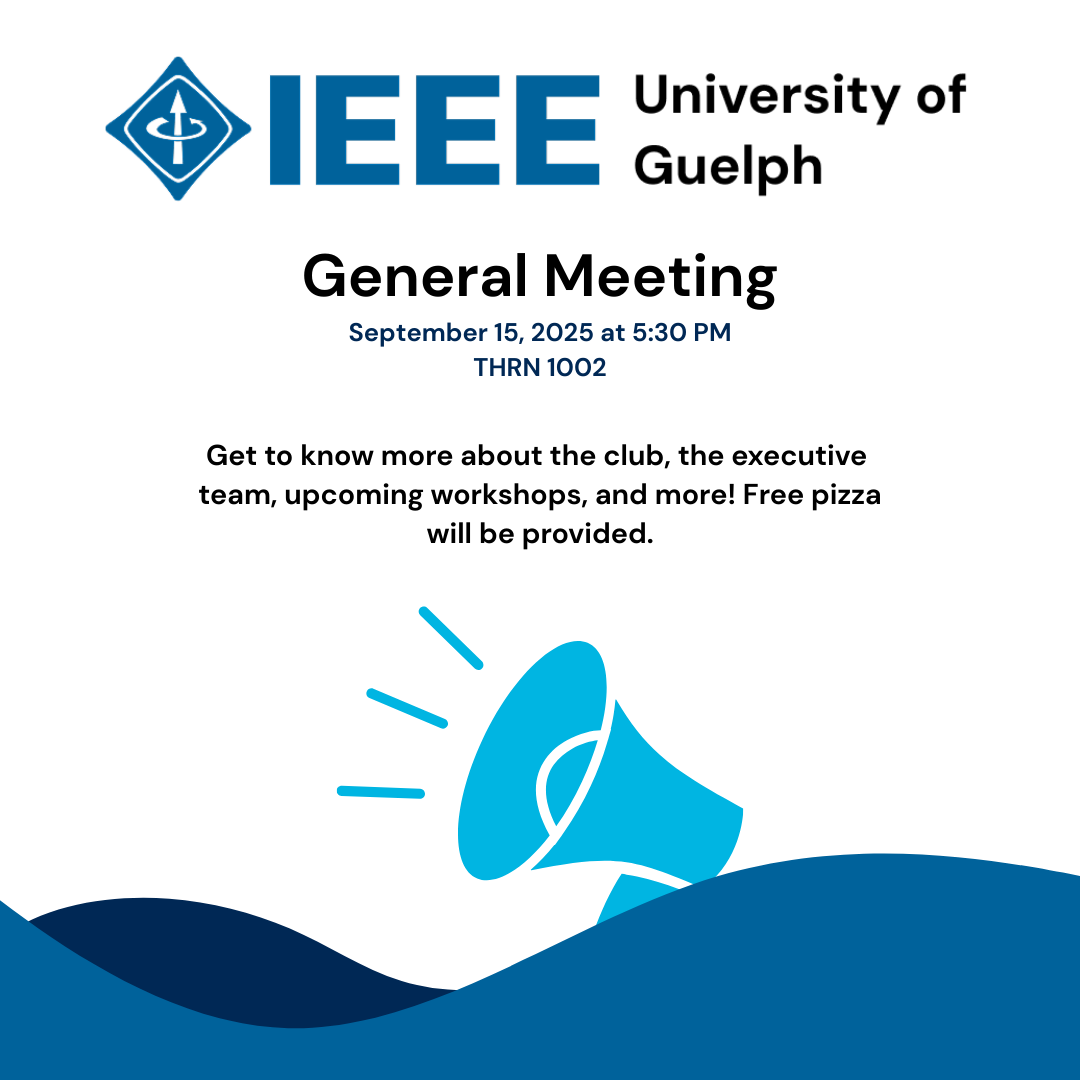 IEEE
University of
Guelph
General Meeting
September 15, 2025 at 5:30 PM
THRN 1002
Get to know more about the club, the executive
team, upcoming workshops, and more! Free pizza
will be provided.